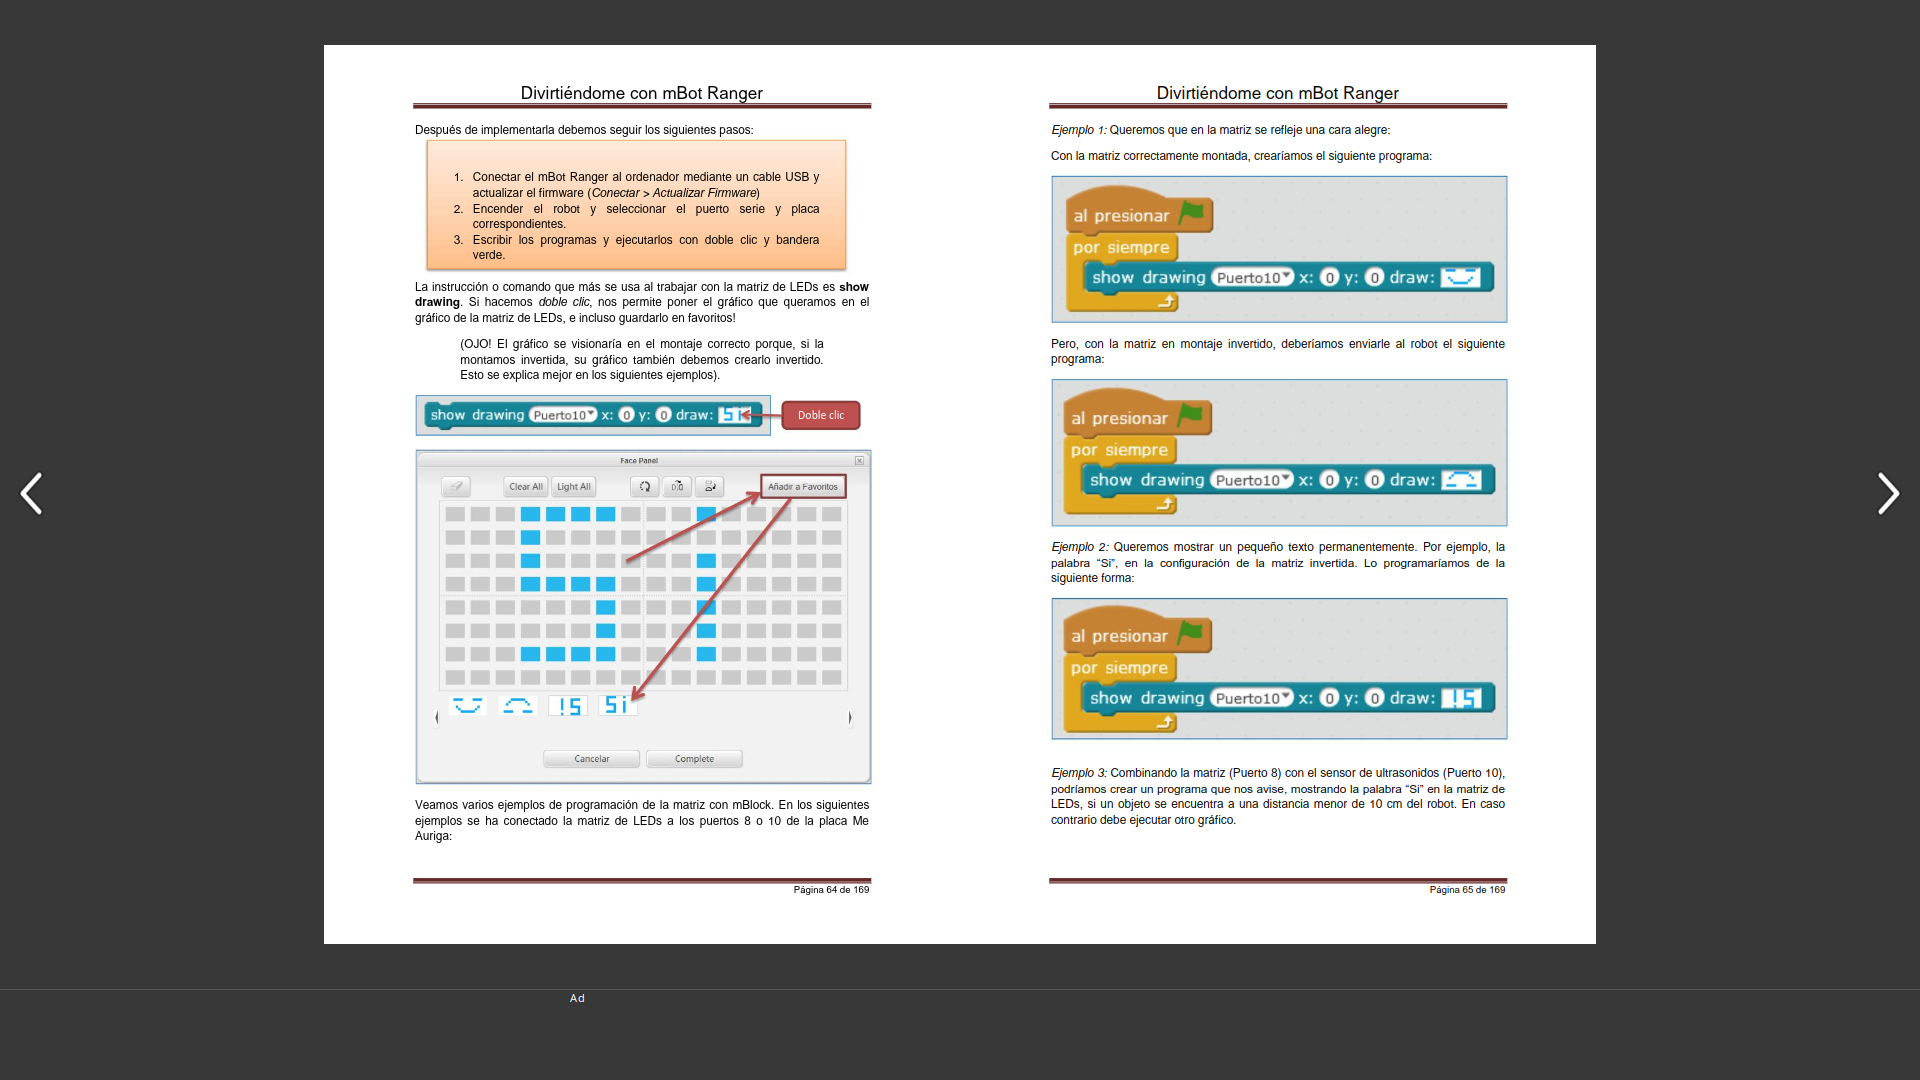 Divirtiéndome con mBot Ranger
Después de implementarla debemos seguir los siguientes pasos:
1. Conectar el mBot Ranger al ordenador mediante un cable USB y
actualizar el firmware (Conectar > Actualizar Firmware)
2. Encender el robot y seleccionar el puerto serie y placa
correspondientes.
3. Escribir los programas y ejecutarlos con doble clic y bandera
verde.
La instrucción o comando que más se usa al trabajar con la matriz de LEDs es show
drawing. Si hacemos doble clic, nos permite poner el gráfico que queramos en el
gráfico de la matriz de LEDs, e incluso guardarlo en favoritos!
(OJO! El gráfico se visionaría en el montaje correcto porque, si la
montamos invertida, su gráfico también debemos crearlo invertido.
Esto se explica mejor en los siguientes ejemplos).
show drawing Puerto10 x: 0 y: 0 draw: Si
Doble clic
Face Panel
Clear All Light All Añadir a Favoritos
Si
Cancelar Complete
Veamos varios ejemplos de programación de la matriz con mBlock. En los siguientes
ejemplos se ha conectado la matriz de LEDs a los puertos 8 o 10 de la placa Me
Auriga:
Página 64 de 169
Divirtiéndome con mBot Ranger
Ejemplo 1: Queremos que en la matriz se refleje una cara alegre:
Con la matriz correctamente montada, crearíamos el siguiente programa:
al presionar
por siempre
show drawing Puerto10 x: 0 y: 0 draw:
Pero, con la matriz en montaje invertido, deberíamos enviarle al robot el siguiente
programa:
al presionar
por siempre
show drawing Puerto10 x: 0 y: 0 draw:
Ejemplo 2: Queremos mostrar un pequeño texto permanentemente. Por ejemplo, la
palabra “Si”, en la configuración de la matriz invertida. Lo programaríamos de la
siguiente forma:
al presionar
por siempre
show drawing Puerto10 x: 0 y: 0 draw:
Ejemplo 3: Combinando la matriz (Puerto 8) con el sensor de ultrasonidos (Puerto 10),
podríamos crear un programa que nos avise, mostrando la palabra “Si” en la matriz de
LEDs, si un objeto se encuentra a una distancia menor de 10 cm del robot. En caso
contrario debe ejecutar otro gráfico.
Página 65 de 169
Ad